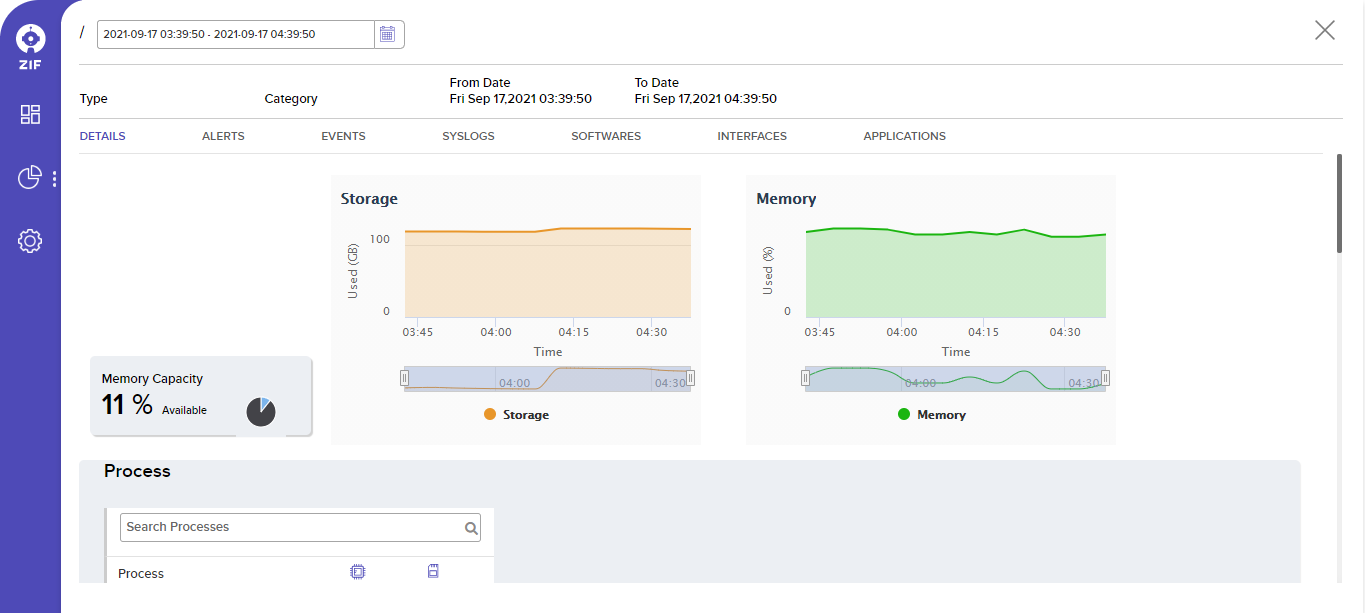 ZIF
/ 2021-09-17 03:39:50 - 2021-09-17 04:39:50
Type
Category
From Date
Fri Sep 17,2021 03:39:50
To Date
Fri Sep 17,2021 04:39:50
DETAILS ALERTS EVENTS SYSLOGS SOFTWARES INTERFACES APPLICATIONS
Memory Capacity
11 % Available
Storage
Used (GB)
100
0
03:45 04:00 04:15 04:30
Time
04:00 04:30
Storage
Memory
Used (%)
0
03:45 04:00 04:15 04:30
Time
04:00 04:30
Memory
Process
Search Processes
Process